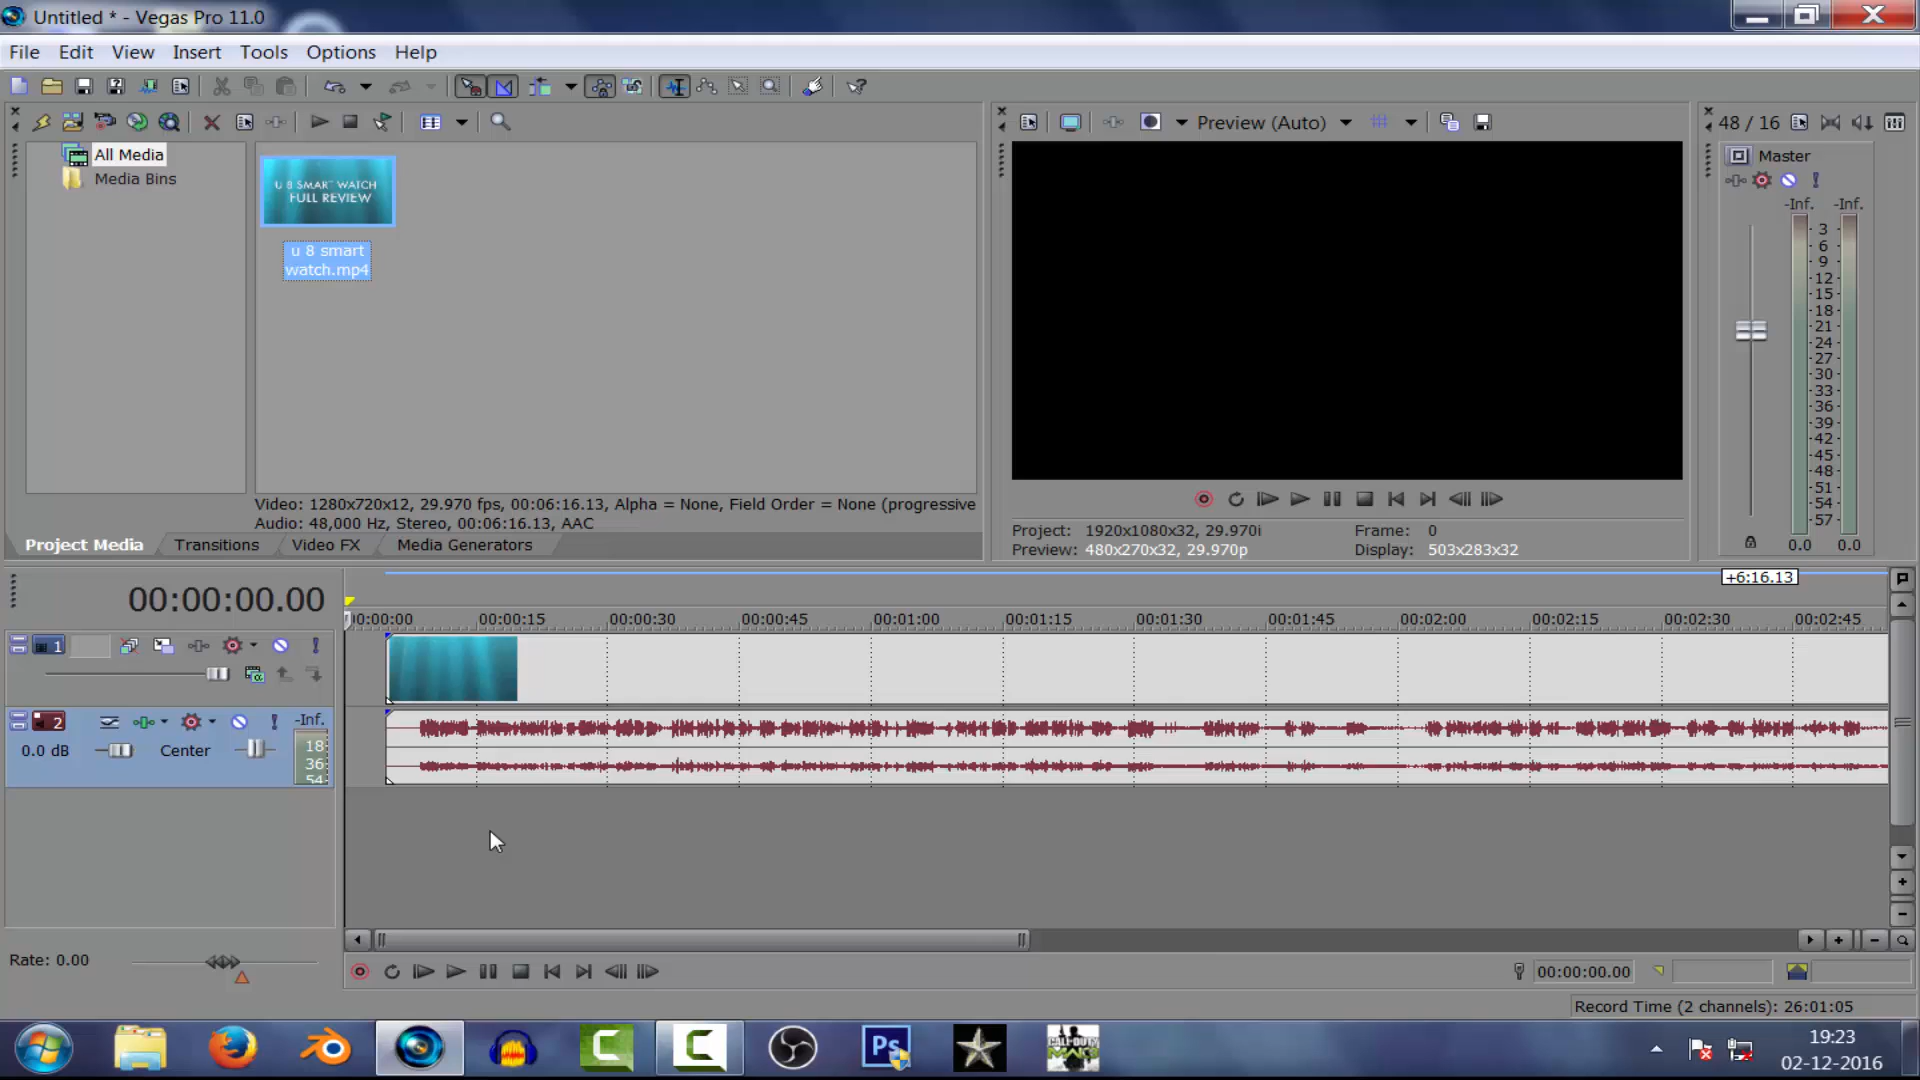 Untitled * - Vegas Pro 11.0
File Edit View Insert Tools Options Help
All Media
Media Bins
U 8 SMART WATCH
FULL REVIEW
u 8 smart
watch.mp4
Video: 1280x720x12, 29.970 fps, 00:06:16.13, Alpha = None, Field Order = None (progressive
Audio: 48,000 Hz, Stereo, 00:06:16.13, AAC
Project Media Transitions Video FX Media Generators
Preview (Auto)
Project: 1920x1080x32, 29.970i
Preview: 480x270x32, 29.970p
Frame: 0
Display: 503x283x32
48 / 16
Master
-Inf. -Inf.
3
6
9
12
15
18
21
24
27
30
33
36
39
42
45
48
51
54
57
0.0 0.0
+6:16.13
00:00:00.00
00:00:00 00:00:15 00:00:30 00:00:45 00:01:00 00:01:15 00:01:30 00:01:45 00:02:00 00:02:15 00:02:30 00:02:45
1
2
-Inf.
0.0 dB Center
18
36
54
Rate: 0.00
00:00:00.00
Record Time (2 channels): 26:01:05
Ps
CALL OF DUTY
MW3
19:23
02-12-2016